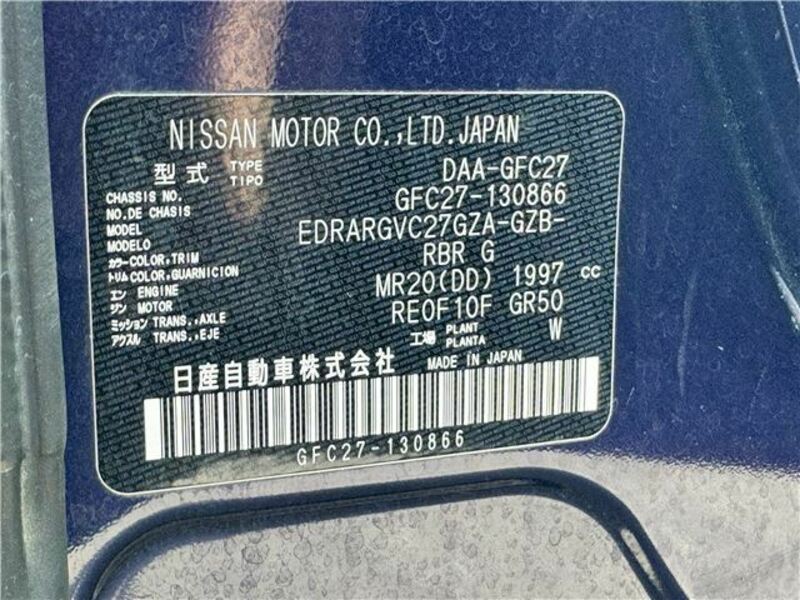 NISSAN MOTOR CO.,LTD.JAPAN
型式 TYPE TIPO DAA-GFC27
CHASSIS NO. NO.DE CHASIS GFC27-130866
MODEL MODELO EDRARGVC27GZA-GZB-
カラー COLOR,TRIM トリム COLOR,GUARNICION RBR G
エン ENGINE ジン MOTOR MR20(DD) 1997 cc
ミッション TRANS.,AXLE アクスル TRANS.,EJE RE0F10F GR50
工場 PLANT PLANTA W
日産自動車株式会社 MADE IN JAPAN
GFC27-130866